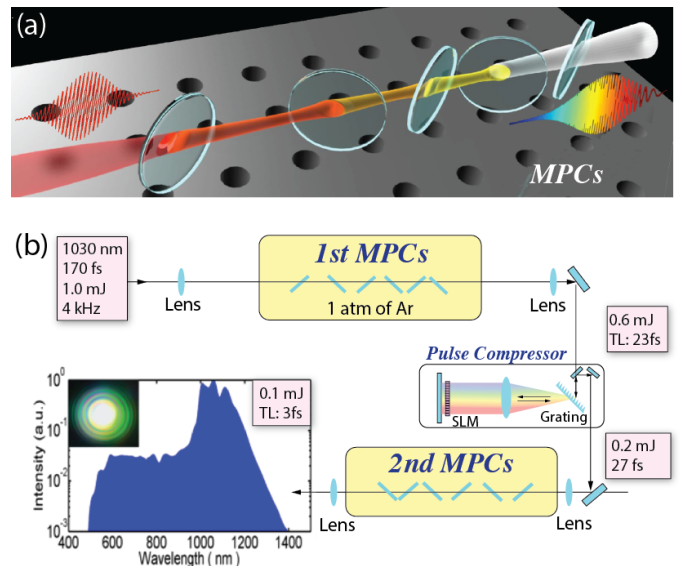 (a)
MPCs
(b)
1030 nm
170 fs
1.0 mJ
4 kHz
Lens
1st MPCs
1 atm of Ar
Lens
0.6 mJ
TL: 23fs
Pulse Compressor
SLM
Grating
0.2 mJ
27 fs
2nd MPCs
Lens
Lens
0.1 mJ
TL: 3fs
Intensity (a.u.)
10^0
10^-1
10^-2
10^-3
400 600 800 1000 1200 1400
Wavelength ( nm )